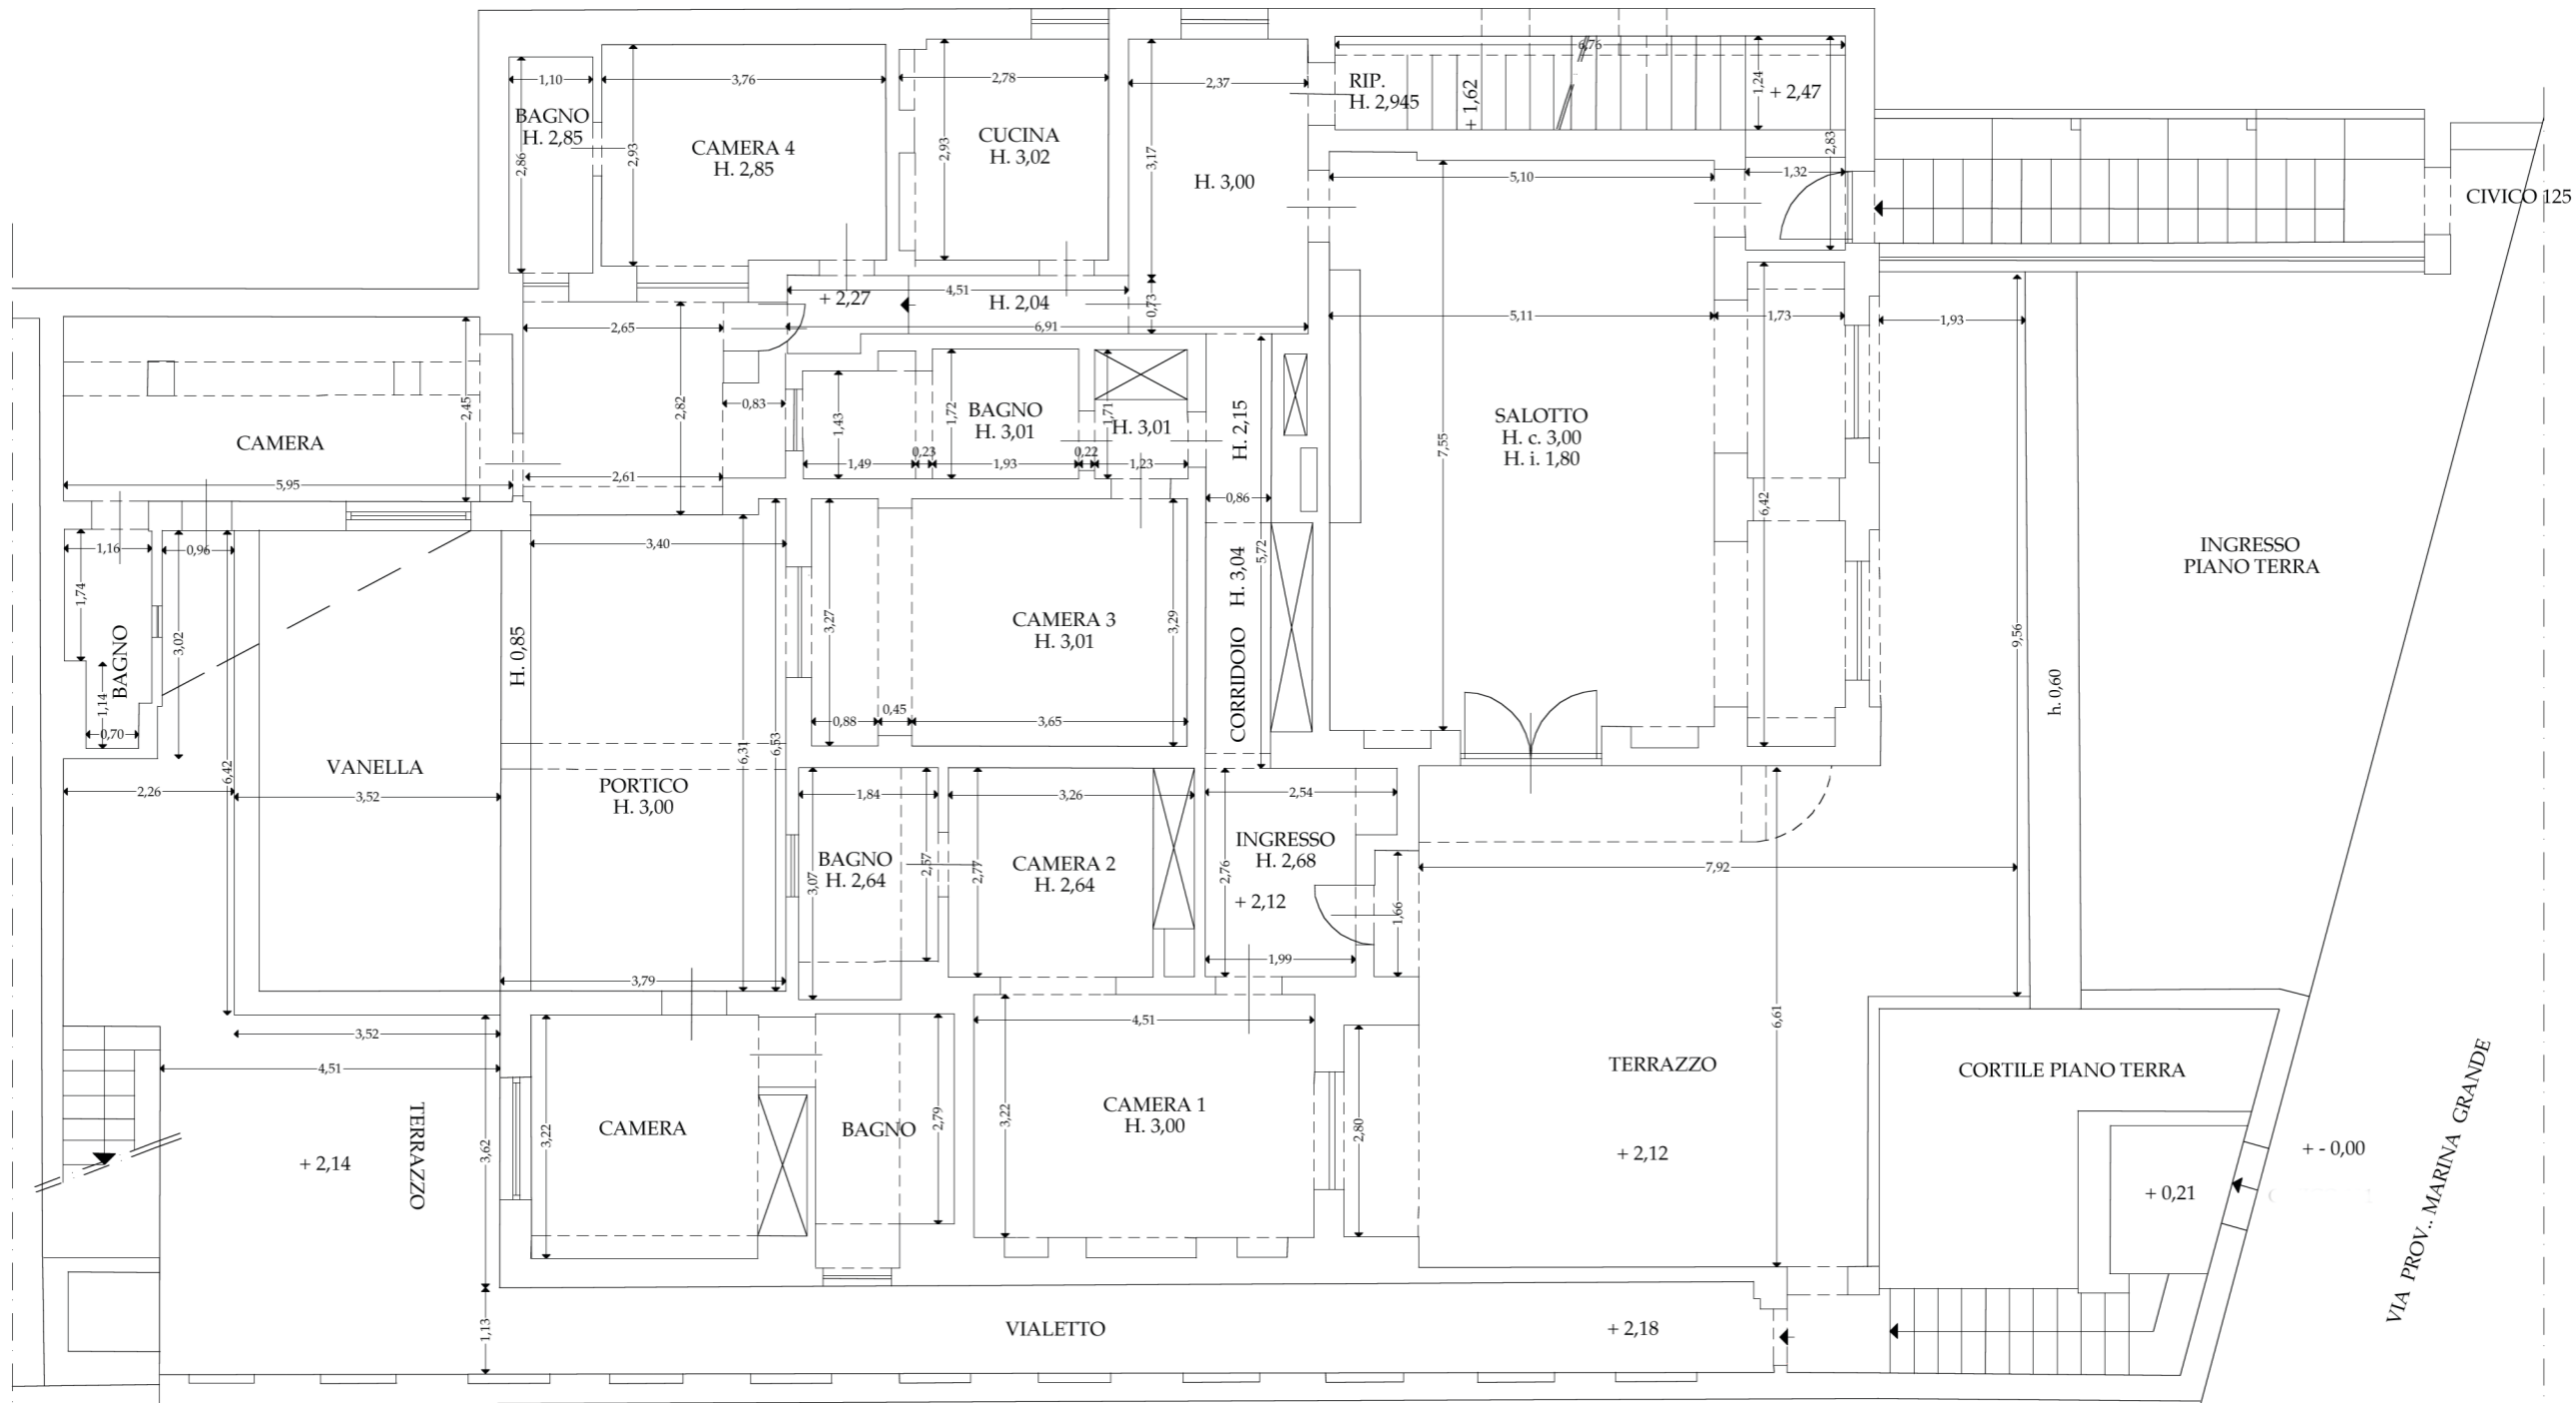 6,76
1,10
3,76
2,78
2,37
RIP.
H. 2,945
+ 1,62
1,24
+ 2,47
BAGNO
H. 2,85
2,86
2,93
CAMERA 4
H. 2,85
2,93
CUCINA
H. 3,02
3,17
H. 3,00
5,10
2,83
1,32
CIVICO 125
+ 2,27
4,51
H. 2,04
0,73
2,65
6,91
5,11
1,73
1,93
2,45
2,82
0,83
1,43
1,72
BAGNO
H. 3,01
1,71
H. 3,01
H. 2,15
CAMERA
SALOTTO
H. c. 3,00
H. i. 1,80
7,55
5,95
2,61
1,49
0,23
1,93
0,22
1,23
0,86
6,42
1,16
0,96
3,40
5,72
INGRESSO
PIANO TERRA
1,74
3,02
BAGNO
1,14
0,70
H. 0,85
3,27
CAMERA 3
H. 3,01
3,29
CORRIDOIO H. 3,04
9,56
h. 0,60
0,88
0,45
3,65
6,31
6,53
6,42
VANELLA
2,26
3,52
PORTICO
H. 3,00
1,84
3,26
2,54
BAGNO
H. 2,64
3,07
2,57
2,77
CAMERA 2
H. 2,64
INGRESSO
H. 2,68
2,76
+ 2,12
1,66
7,92
1,99
3,79
3,52
4,51
4,51
6,61
TERRAZZO
CORTILE PIANO TERRA
TERRAZZO
+ 2,14
3,62
3,22
CAMERA
BAGNO
2,79
3,22
CAMERA 1
H. 3,00
2,80
+ 2,12
+ - 0,00
+ 0,21
VIA PROV.. MARINA GRANDE
1,13
VIALETTO
+ 2,18